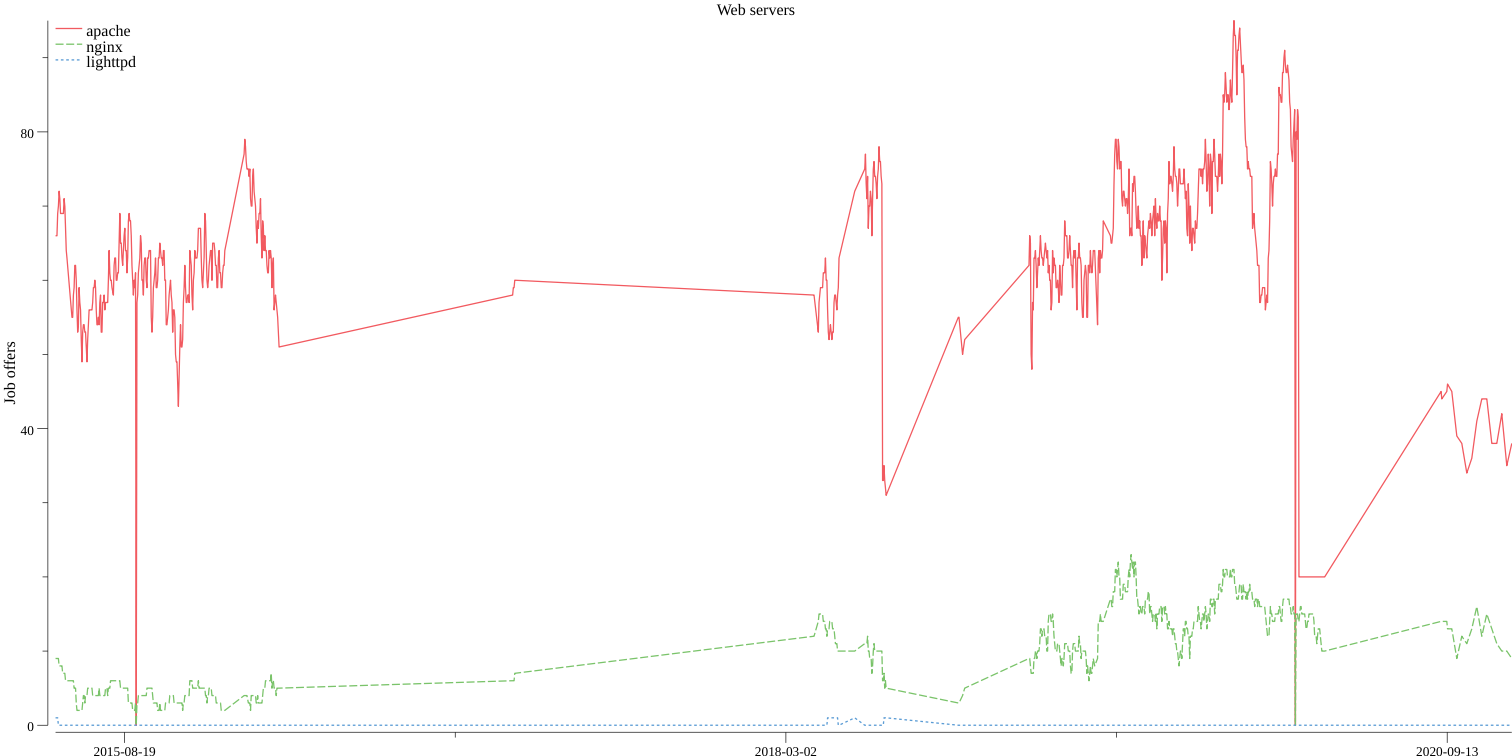 Web servers
apache
nginx
lighttpd
80
Job offers
40
0
2015-08-19
2018-03-02
2020-09-13